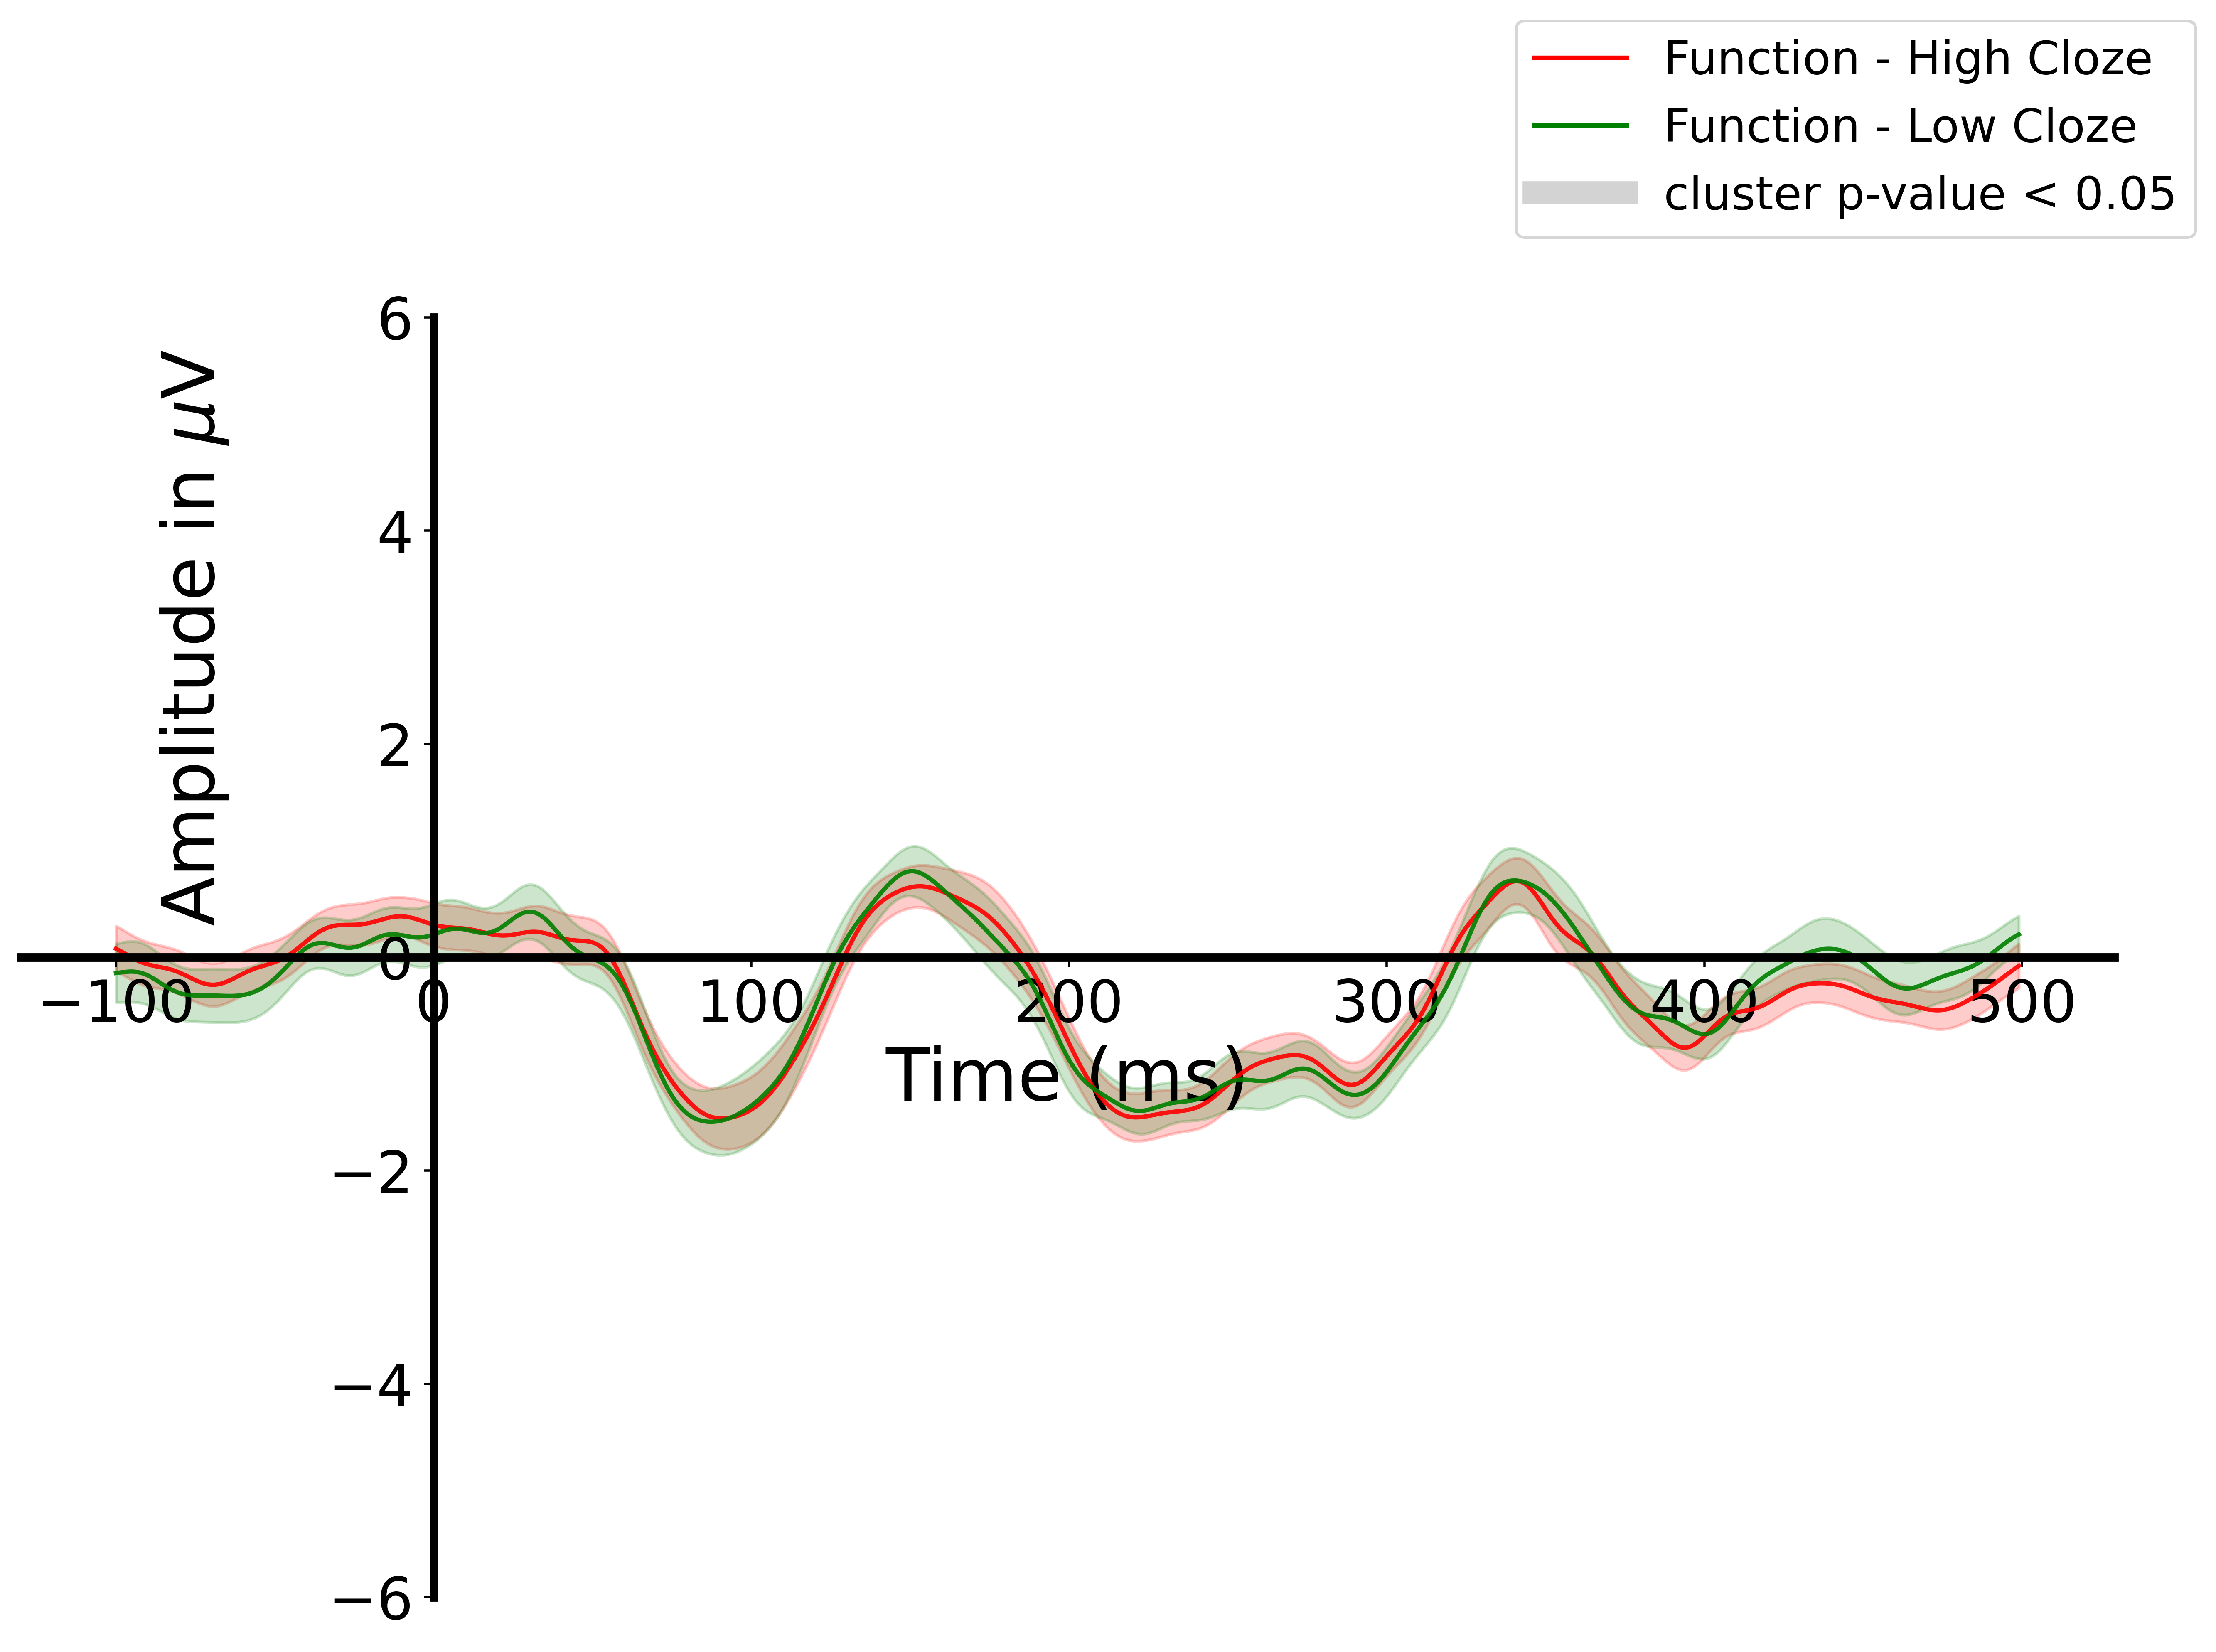 Function - High Cloze
Function - Low Cloze
cluster p-value < 0.05
Amplitude in μV
6
4
2
0
−2
−4
−6
−100 0 100 200 300 400 500
Time (ms)